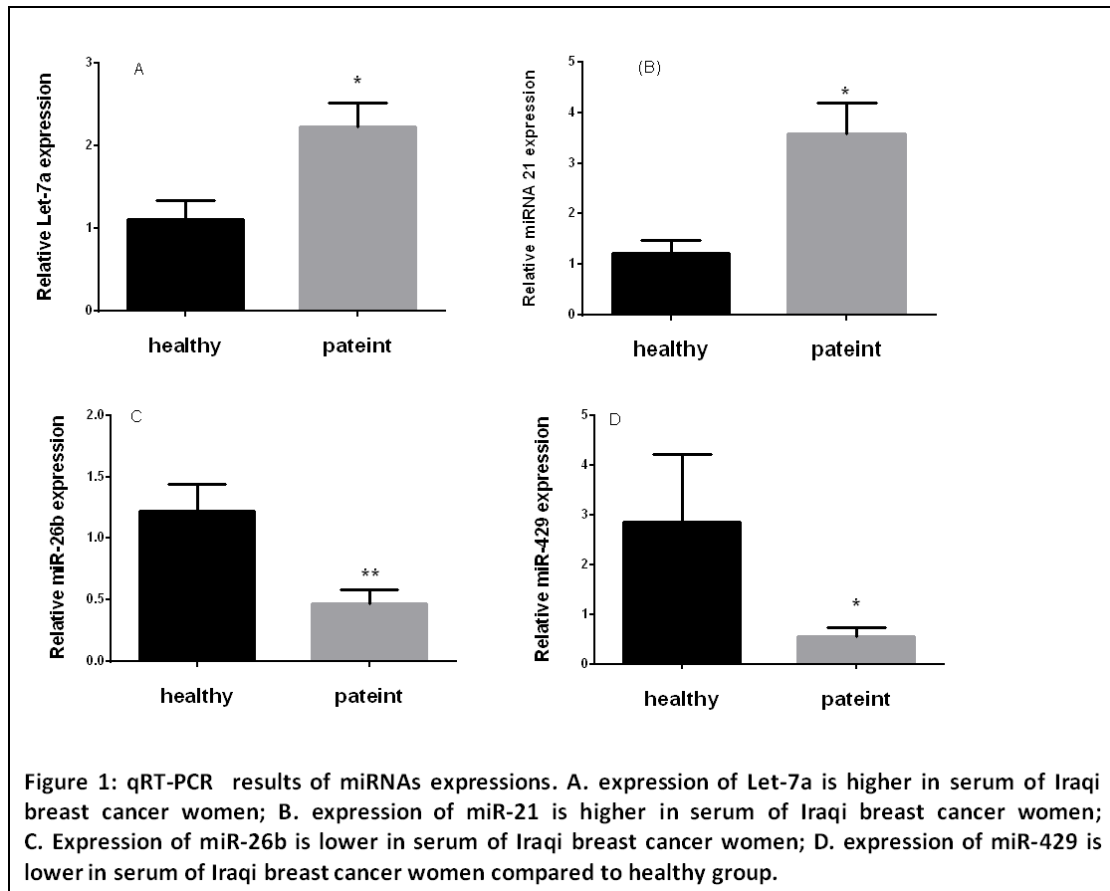 A
Relative Let-7a expression
3
2
1
0
*
healthy pateint
(B)
Relative miRNA 21 expression
5
4
3
2
1
0
*
healthy pateint
C
Relative miR-26b expression
2.0
1.5
1.0
0.5
0.0
**
healthy pateint
D
Relative miR-429 expression
5
4
3
2
1
0
*
healthy pateint
Figure 1: qRT-PCR results of miRNAs expressions. A. expression of Let-7a is higher in serum of Iraqi
breast cancer women; B. expression of miR-21 is higher in serum of Iraqi breast cancer women;
C. Expression of miR-26b is lower in serum of Iraqi breast cancer women; D. expression of miR-429 is
lower in serum of Iraqi breast cancer women compared to healthy group.